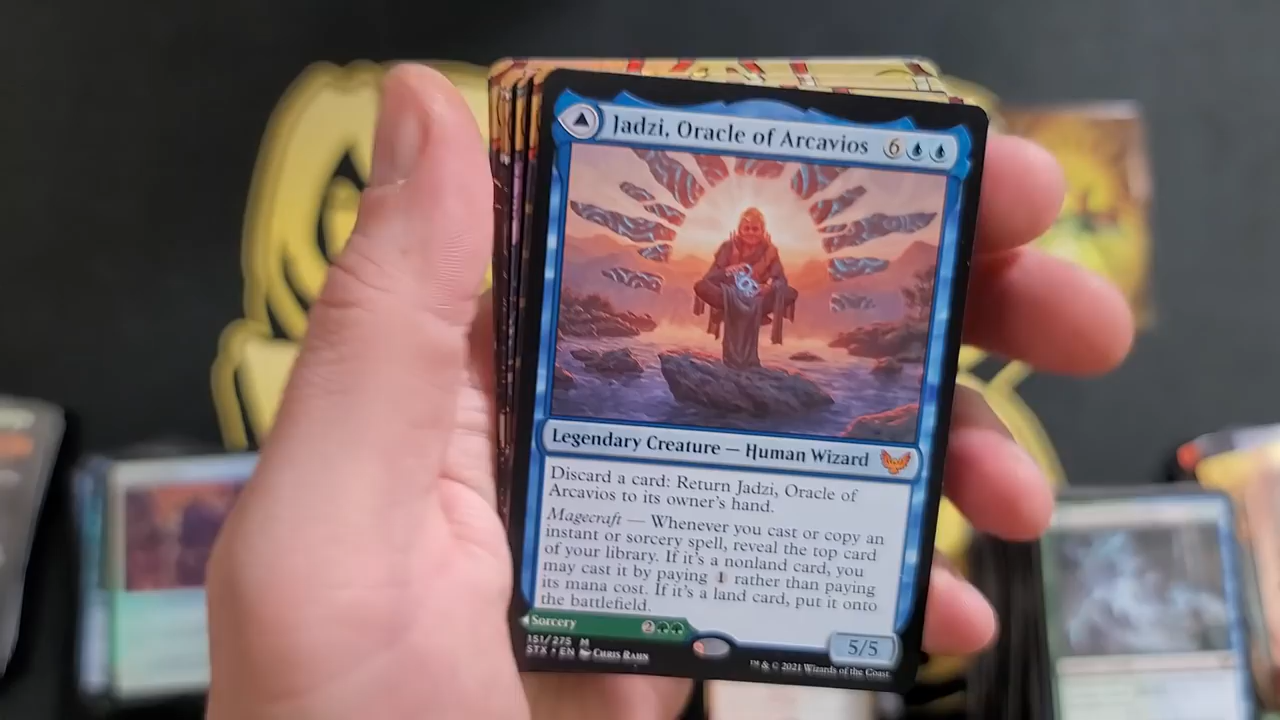 Jadzi, Oracle of Arcavios 6
Legendary Creature — Human Wizard
Discard a card: Return Jadzi, Oracle of
Arcavios to its owner's hand.
Magecraft — Whenever you cast or copy an
instant or sorcery spell, reveal the top card
of your library. If it's a nonland card, you
may cast it by paying 1 rather than paying
its mana cost. If it's a land card, put it onto
the battlefield.
Sorcery 2
5/5
151/275 M
STX • EN Chris Rahn
™ & © 2021 Wizards of the Coast